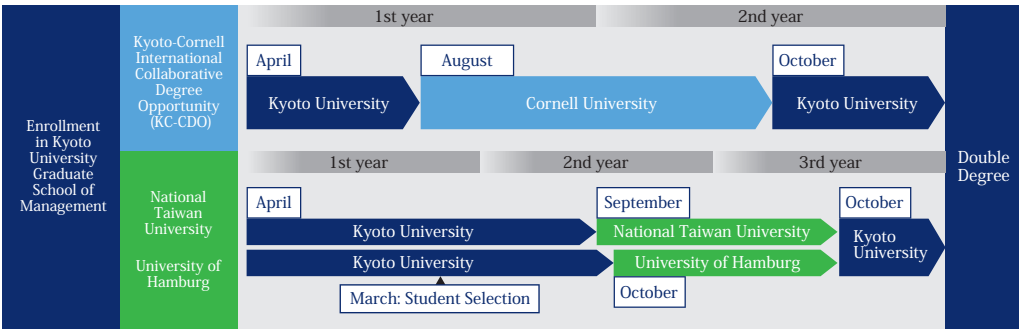 Enrollment
in Kyoto
University
Graduate
School of
Management
Kyoto-Cornell
International
Collaborative
Degree
Opportunity
(KC-CDO)
1st year
2nd year
April
August
October
Kyoto University
Cornell University
Kyoto University
National
Taiwan
University
University of
Hamburg
1st year
2nd year
3rd year
April
September
October
Kyoto University
National Taiwan University
Kyoto
University
Kyoto University
University of Hamburg
March: Student Selection
October
Double
Degree